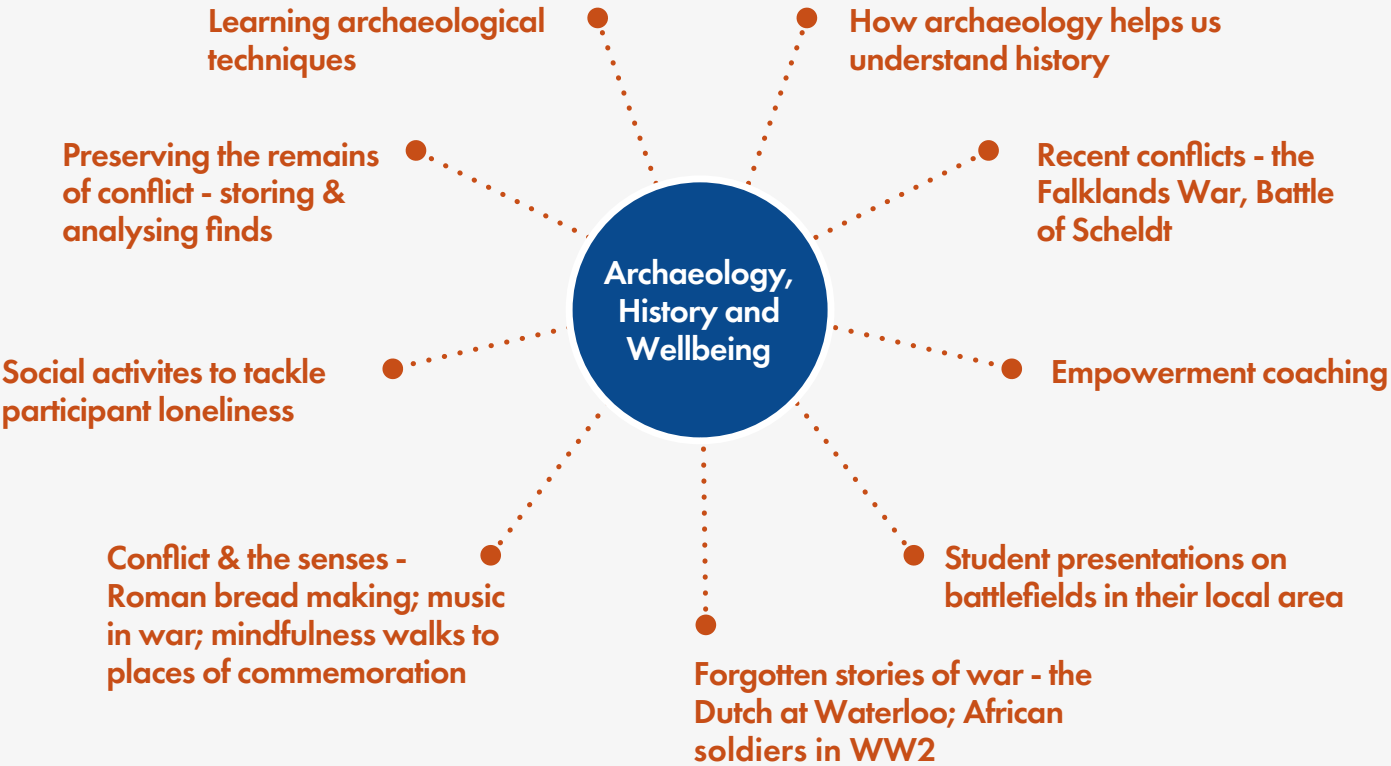 Learning archaeological
techniques
How archaeology helps us
understand history
Preserving the remains
of conflict - storing &
analysing finds
Recent conflicts - the
Falklands War, Battle
of Scheldt
Archaeology,
History and
Wellbeing
Social activites to tackle
participant loneliness
Empowerment coaching
Conflict & the senses -
Roman bread making; music
in war; mindfulness walks to
places of commemoration
Student presentations on
battlefields in their local area
Forgotten stories of war - the
Dutch at Waterloo; African
soldiers in WW2